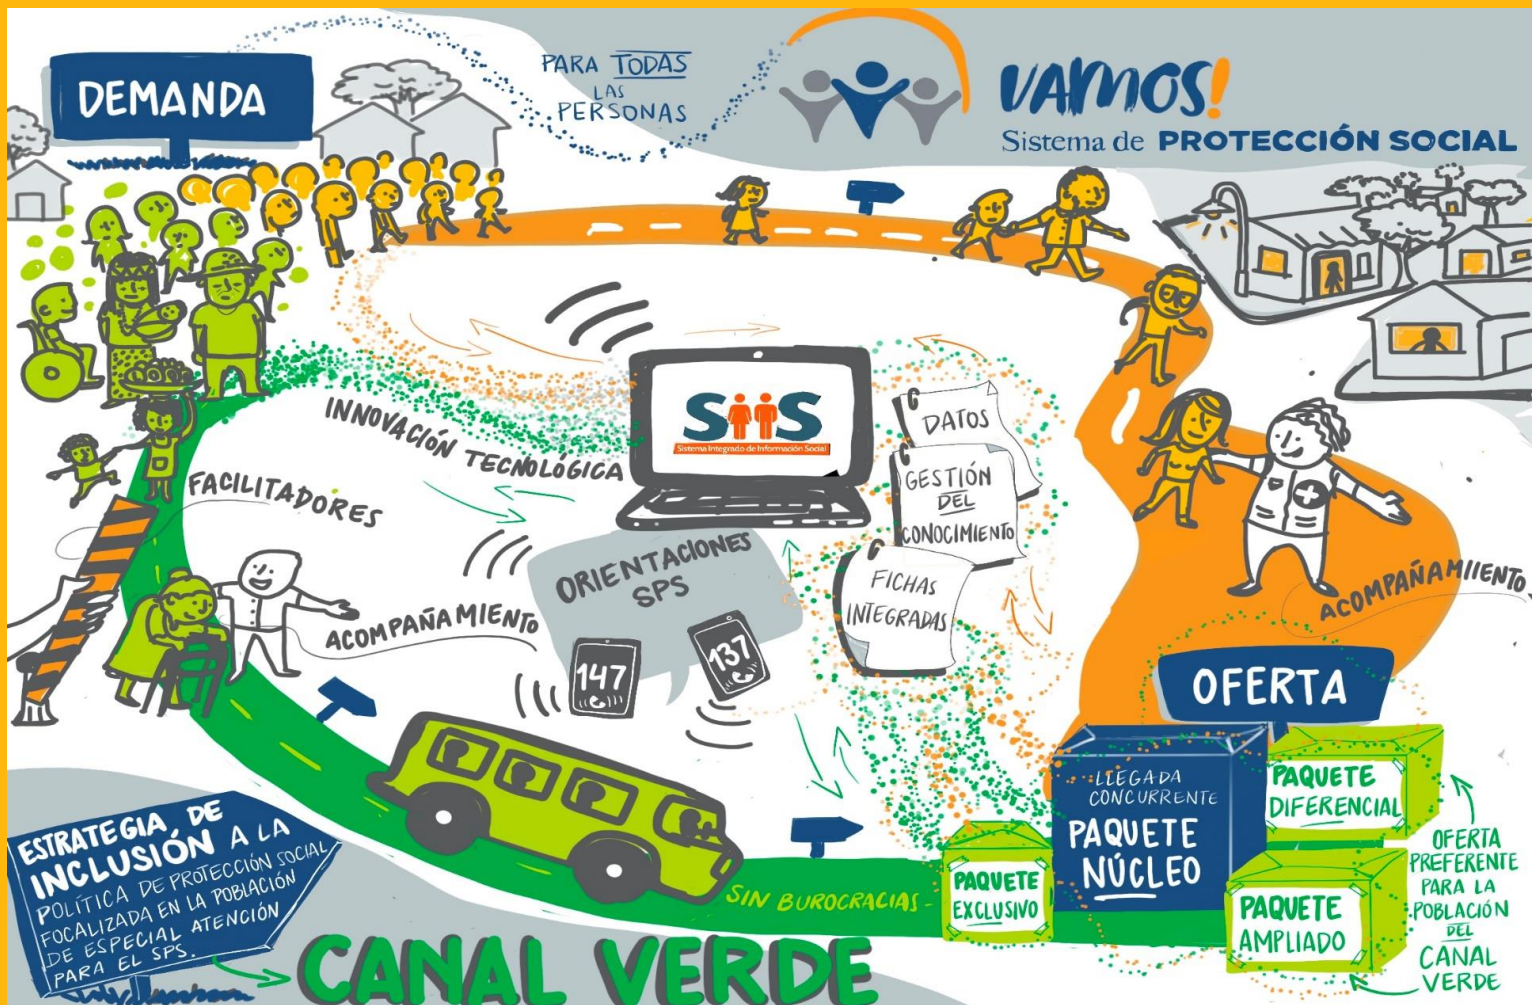 DEMANDA
PARA TODAS
LAS
PERSONAS
VAMOS!
Sistema de PROTECCIÓN SOCIAL
INNOVACIÓN TECNOLÓGICA
SiiS
Sistema Integrado de Información Social
DATOS
GESTIÓN
DEL
CONOCIMIENTO
FICHAS
INTEGRADAS
FACILITADORES
ACOMPAÑAMIENTO
ORIENTACIONES
SPS
147
137
ACOMPAÑAMIIENTO
OFERTA
LLEGADA
CONCURRENTE
PAQUETE
NÚCLEO
PAQUETE
DIFERENCIAL
PAQUETE
EXCLUSIVO
PAQUETE
AMPLIADO
OFERTA
PREFERENTE
PARA LA
POBLACIÓN
DEL
CANAL
VERDE
SIN BUROCRACIAS
ESTRATEGIA DE
INCLUSIÓN A LA
POLÍTICA DE PROTECCIÓN SOCIAL
FOCALIZADA EN LA POBLACIÓN
DE ESPECIAL ATENCIÓN
PARA EL SPS.
CANAL VERDE